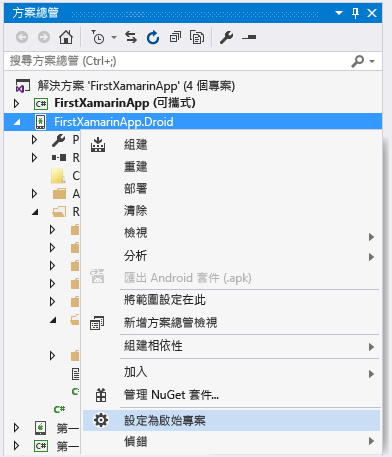 方案總管
搜尋方案總管 (Ctrl+;)
解決方案 'FirstXamarinApp' (4 個專案)
FirstXamarinApp (可攜式)
FirstXamarinApp.Droid
P
R
C
A
R
組建
重建
部署
清除
檢視
分析
匯出 Android 套件 (.apk)
將範圍設定在此
新增方案總管檢視
組建相依性
加入
管理 NuGet 套件...
設定為啟始專案
偵錯
第一
第一